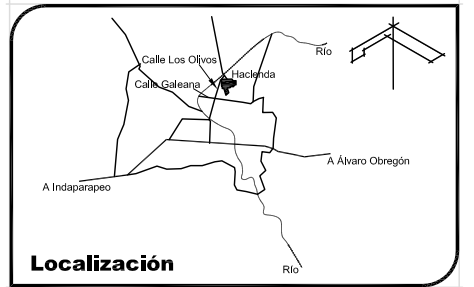 Río
Calle Los Olivos
Hacienda
Calle Galeana
A Álvaro Obregón
A Indaparapeo
Localización
Río